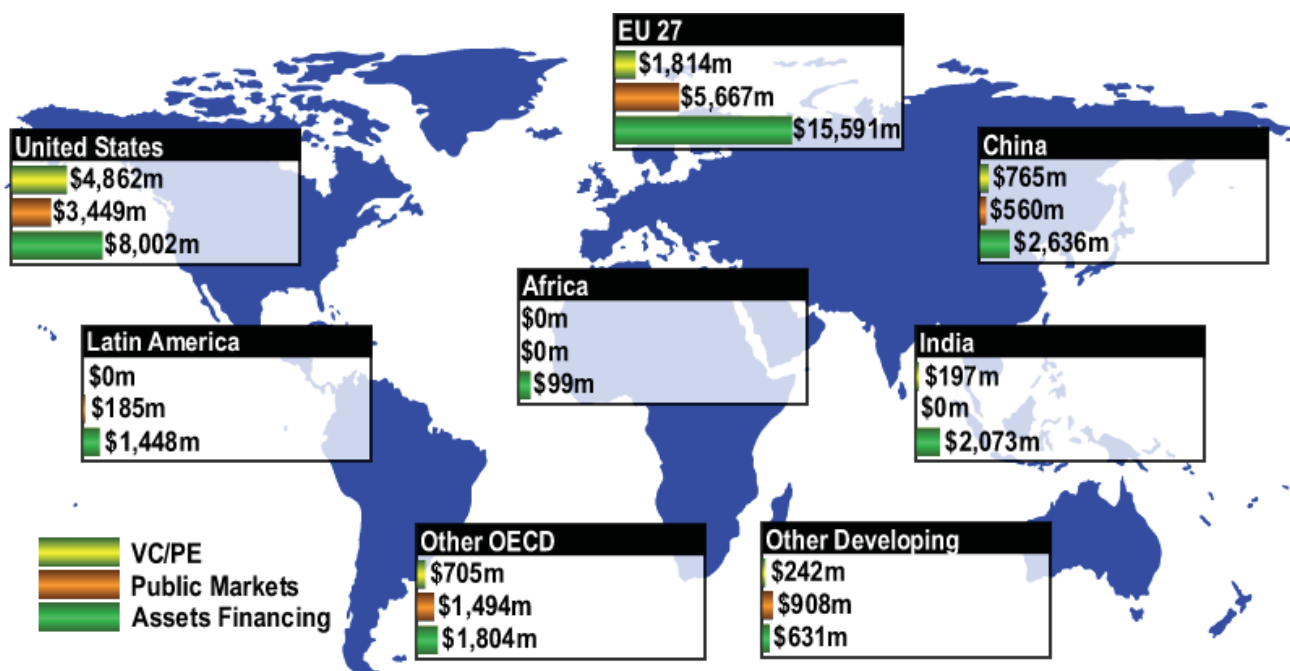 EU 27
$1,814m
$5,667m
$15,591m
United States
$4,862m
$3,449m
$8,002m
China
$765m
$560m
$2,636m
Africa
$0m
$0m
$99m
Latin America
$0m
$185m
$1,448m
India
$197m
$0m
$2,073m
VC/PE
Public Markets
Assets Financing
Other OECD
$705m
$1,494m
$1,804m
Other Developing
$242m
$908m
$631m